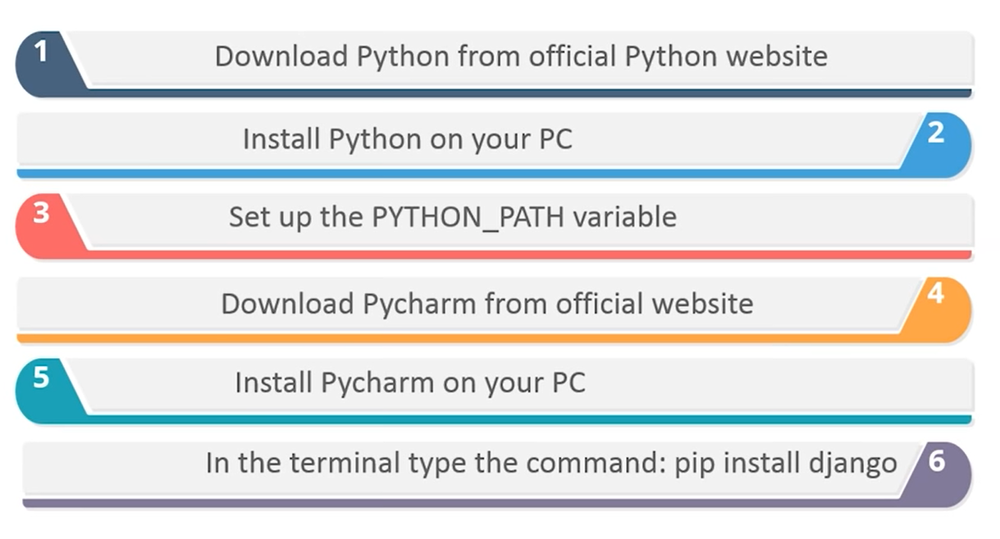 1 Download Python from official Python website
Install Python on your PC 2
3 Set up the PYTHON_PATH variable
Download Pycharm from official website 4
5 Install Pycharm on your PC
In the terminal type the command: pip install django 6